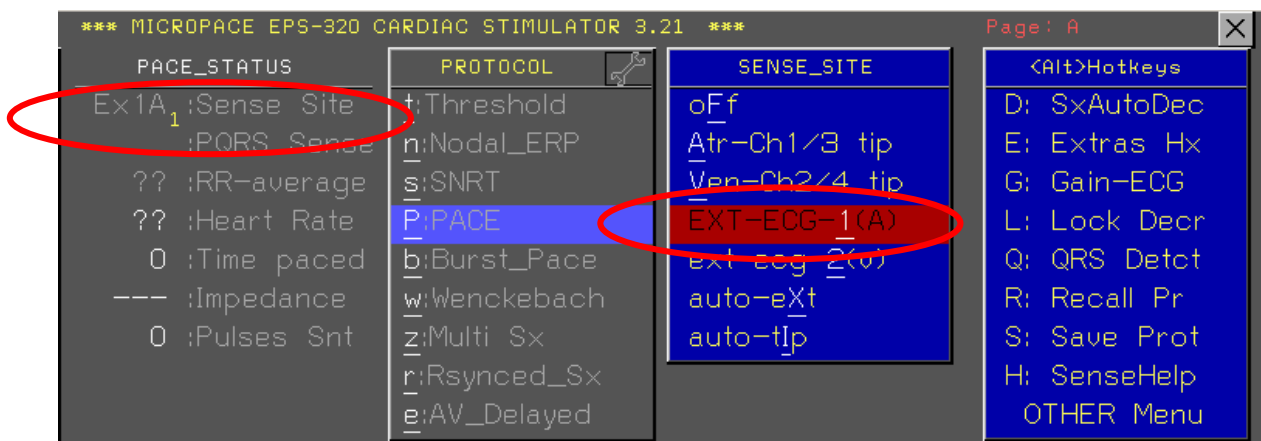 *** MICROPACE EPS-320 CARDIAC STIMULATOR 3.21 ***
Page: A
PACE_STATUS
Ex1A1 :Sense Site
:PQRS Sense
?? :RR-average
?? :Heart Rate
0 :Time paced
--- :Impedance
0 :Pulses Snt
PROTOCOL
t:Threshold
n:Nodal_ERP
s:SNRT
P:PACE
b:Burst_Pace
w:Wenckebach
z:Multi Sx
r:Rsynced_Sx
e:AV_Delayed
SENSE_SITE
oFf
Atr-Ch1/3 tip
Ven-Ch2/4 tip
EXT-ECG-1(A)
ext ecg 2(v)
auto-eXt
auto-tIp
<Alt>Hotkeys
D: SxAutoDec
E: Extras Hx
G: Gain-ECG
L: Lock Decr
Q: QRS Detct
R: Recall Pr
S: Save Prot
H: SenseHelp
OTHER Menu